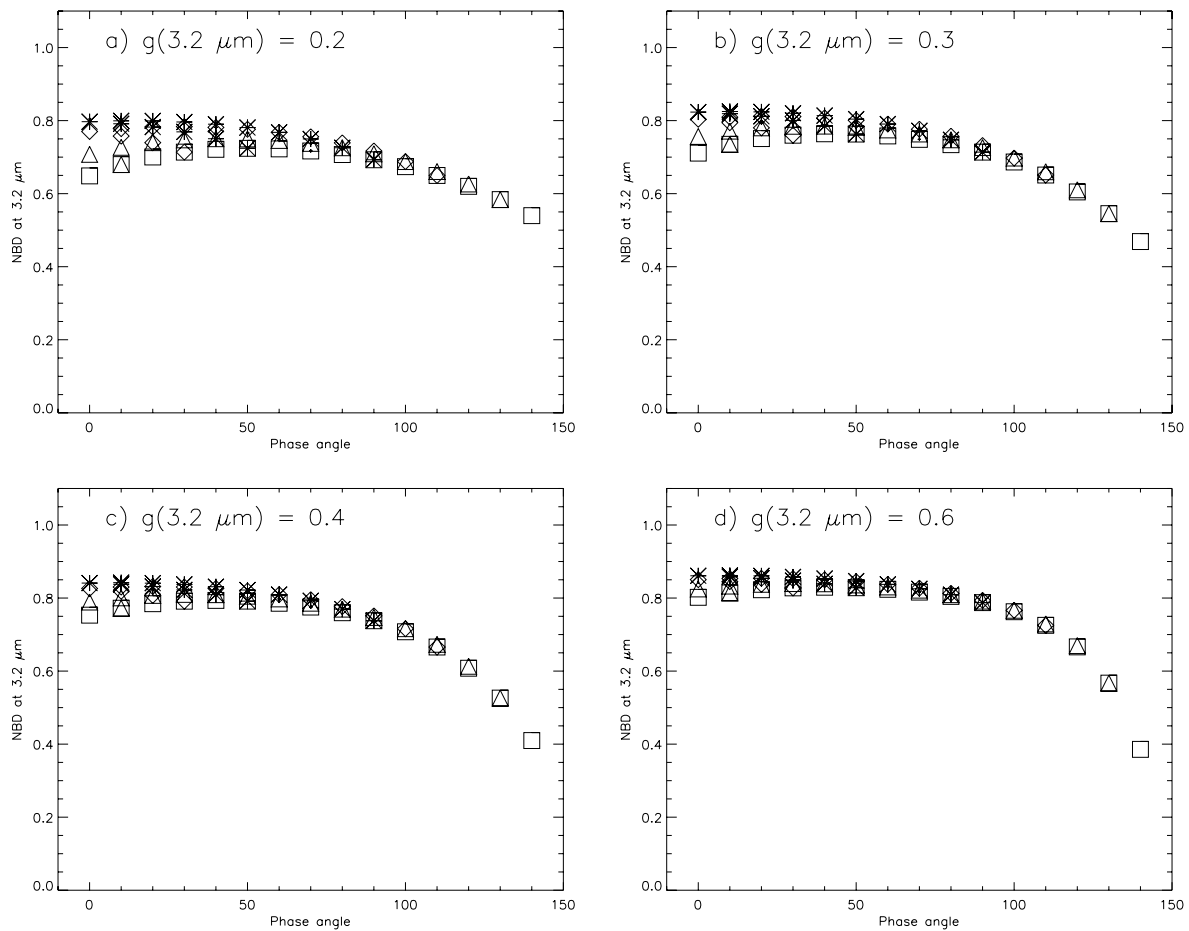 a) g(3.2 μm) = 0.2
1.0
0.8
0.6
0.4
0.2
0.0
NBD at 3.2 μm
0 50 100 150
Phase angle
b) g(3.2 μm) = 0.3
1.0
0.8
0.6
0.4
0.2
0.0
NBD at 3.2 μm
0 50 100 150
Phase angle
c) g(3.2 μm) = 0.4
1.0
0.8
0.6
0.4
0.2
0.0
NBD at 3.2 μm
0 50 100 150
Phase angle
d) g(3.2 μm) = 0.6
1.0
0.8
0.6
0.4
0.2
0.0
NBD at 3.2 μm
0 50 100 150
Phase angle